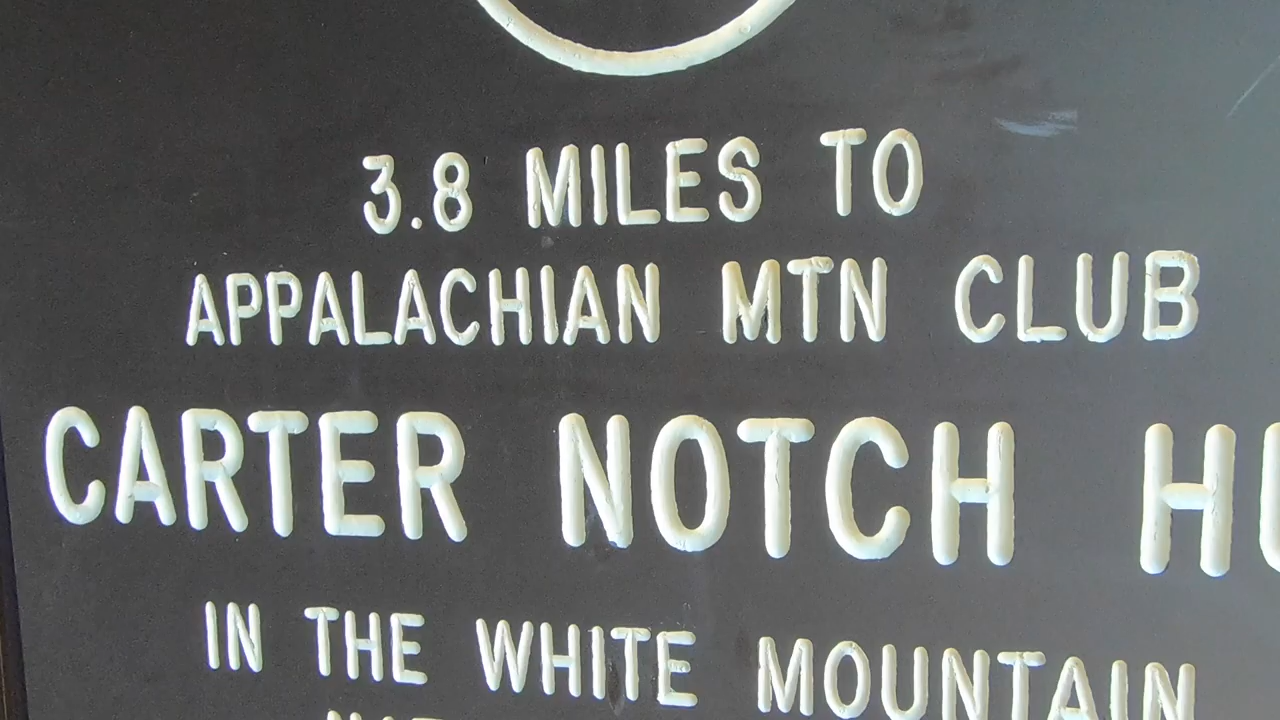 3.8 MILES TO
APPALACHIAN MTN CLUB
CARTER NOTCH
IN THE WHITE MOUNTAIN